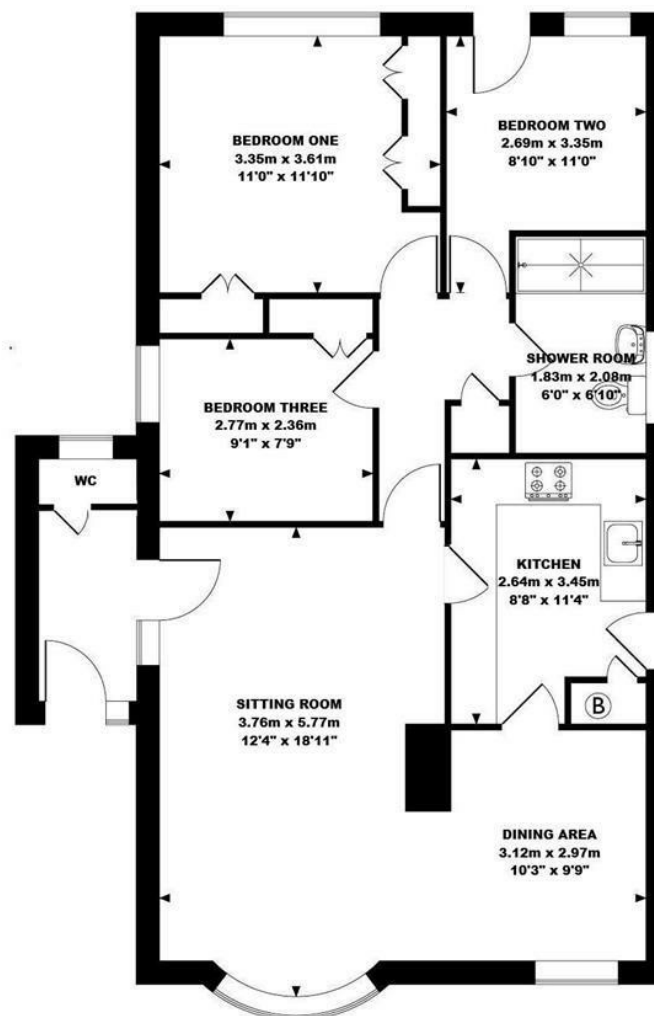 BEDROOM ONE
3.35m x 3.61m
11'0" x 11'10"
BEDROOM TWO
2.69m x 3.35m
8'10" x 11'0"
SHOWER ROOM
1.83m x 2.08m
6'0" x 6'10"
BEDROOM THREE
2.77m x 2.36m
9'1" x 7'9"
WC
KITCHEN
2.64m x 3.45m
8'8" x 11'4"
B
SITTING ROOM
3.76m x 5.77m
12'4" x 18'11"
DINING AREA
3.12m x 2.97m
10'3" x 9'9"